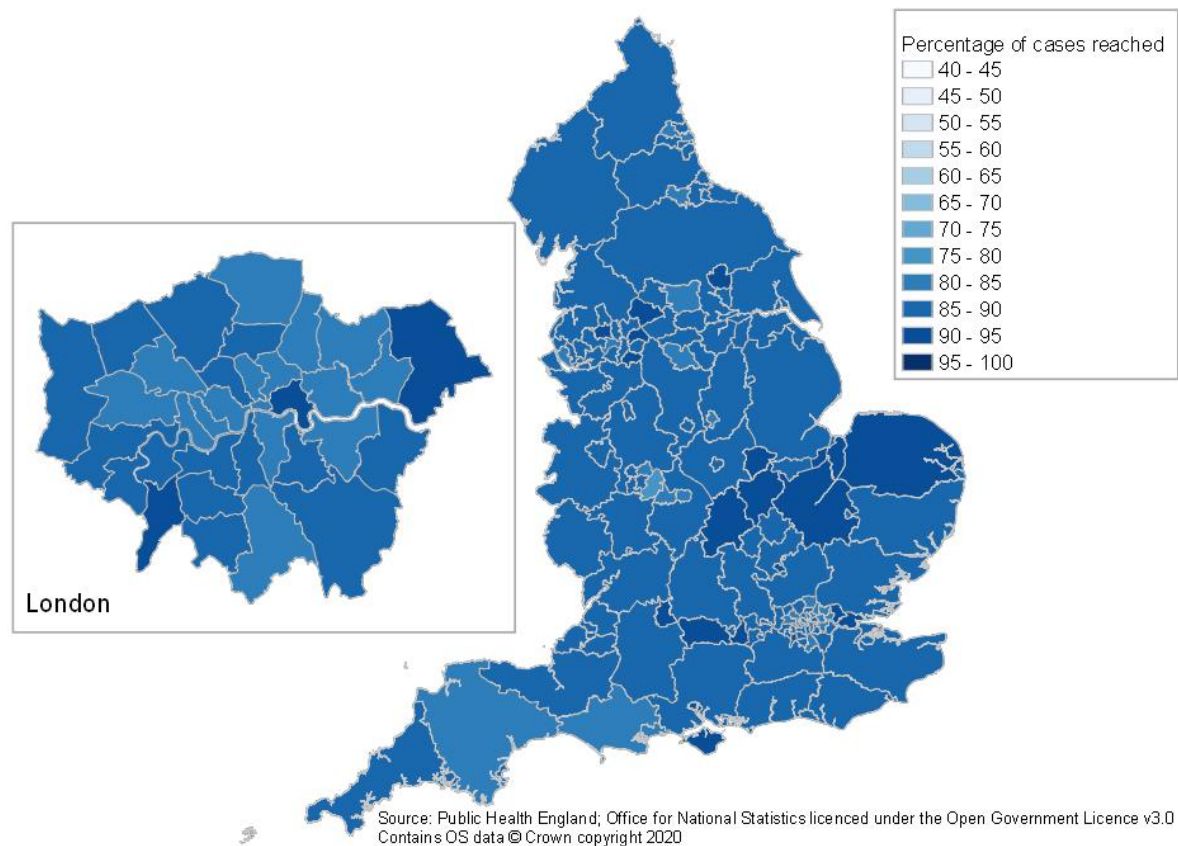 Percentage of cases reached
40 - 45
45 - 50
50 - 55
55 - 60
60 - 65
65 - 70
70 - 75
75 - 80
80 - 85
85 - 90
90 - 95
95 - 100
London
Source: Public Health England; Office for National Statistics licenced under the Open Government Licence v3.0
Contains OS data © Crown copyright 2020